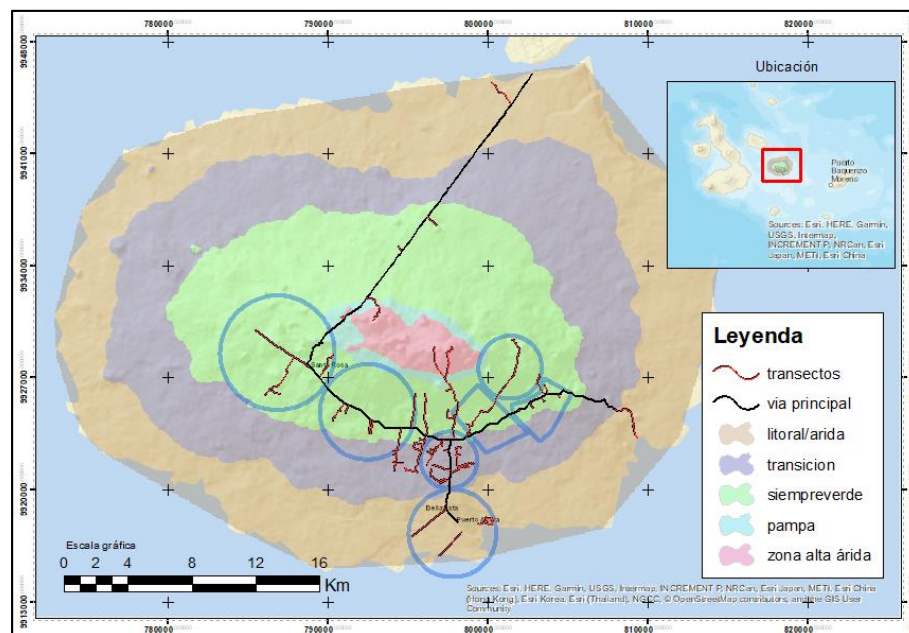 780000 790000 800000 810000 820000
9948000
9941000
9934000
9927000
9920000
9913000
Ubicación
Puerto
Baquerizo
Moreno
Sources: Esri, HERE, Garmin,
USGS, Intermap,
INCREMENT P, NRCan, Esri
Japan, METI, Esri China
Santa Rosa
Bellavista
Puerto Ayora
Leyenda
transectos
via principal
litoral/arida
transicion
siempreverde
pampa
zona alta árida
Escala gráfica
0 2 4 8 12 16
Km
Sources: Esri, HERE, Garmin, USGS, Intermap, INCREMENT P, NRCan, Esri Japan, METI, Esri China
(Hong Kong), Esri Korea, Esri (Thailand), NGCC, © OpenStreetMap contributors, and the GIS User
Community
780000 790000 800000 810000 820000